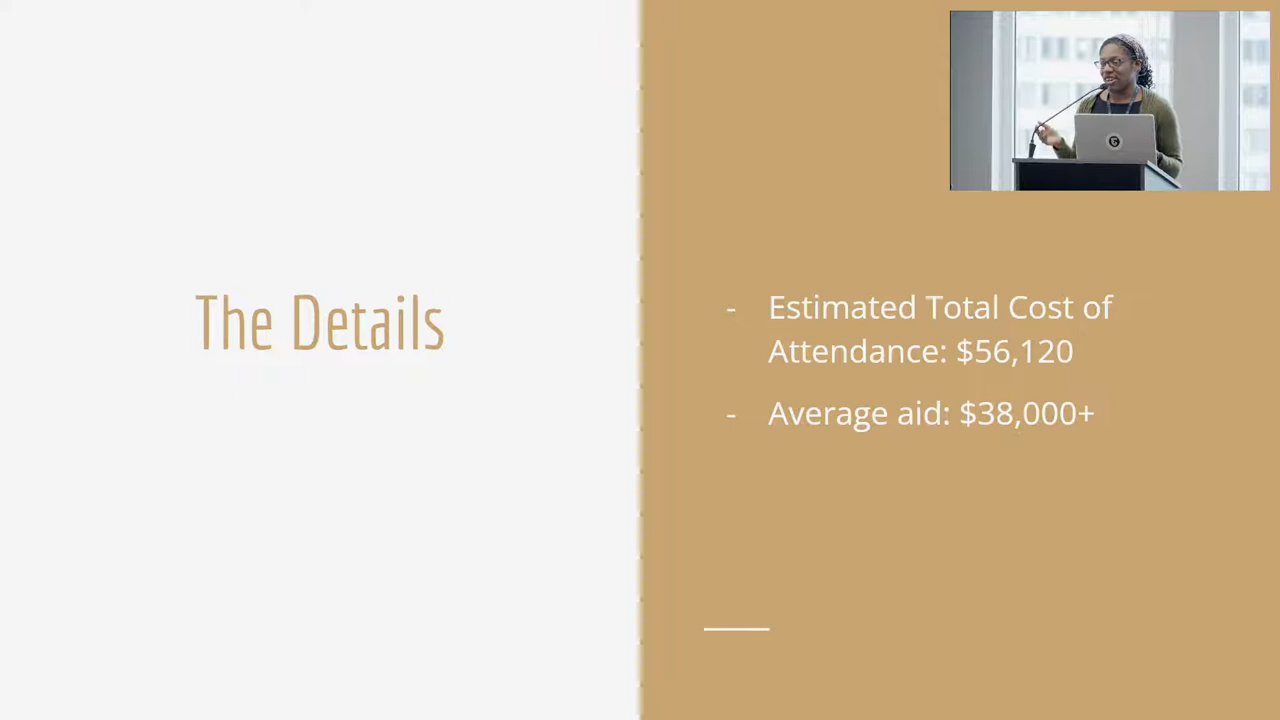 The Details
- Estimated Total Cost of
Attendance: $56,120
- Average aid: $38,000+